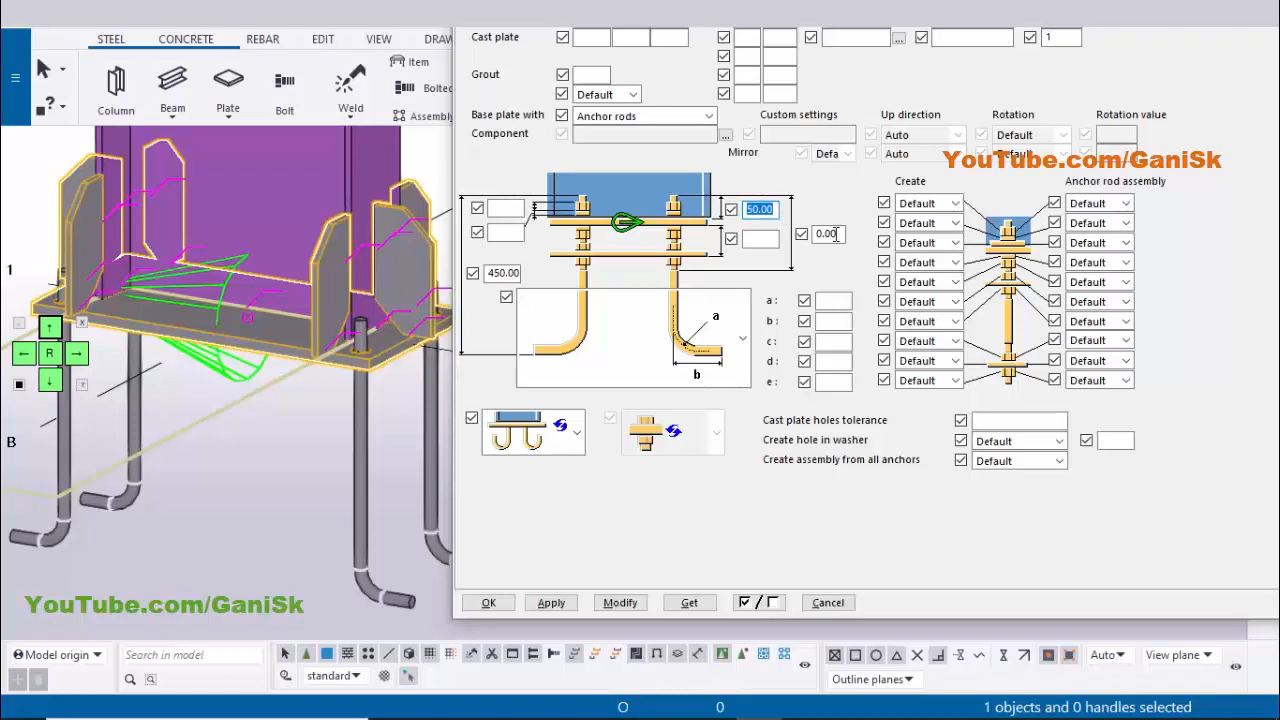 STEEL CONCRETE REBAR EDIT VIEW DRAW
Column Beam Plate Bolt Weld
Item
Bolted
Assembly
Cast plate 1
Grout
Default
Base plate with Anchor rods
Component
Custom settings Up direction Rotation Rotation value
Auto Default
Mirror Defa Auto
YouTube.com/GaniSk
Create Anchor rod assembly
50.00
0.00
450.00
a
b
a :
b :
c :
d :
e :
Default Default
Default Default
Default Default
Default Default
Default Default
Default Default
Default Default
Default Default
Default Default
Default Default
Cast plate holes tolerance
Create hole in washer Default
Create assembly from all anchors Default
1
B
x
R
YouTube.com/GaniSk
OK Apply Modify Get / Cancel
Model origin Search in model
standard
Auto View plane
Outline planes
O 0 1 objects and 0 handles selected